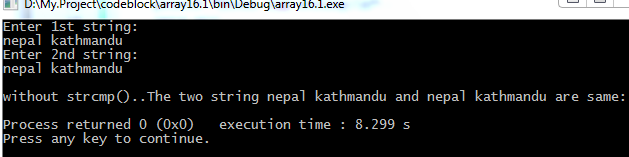 D:\My.Project\codeblock\array16.1\bin\Debug\array16.1.exe
Enter 1st string:
nepal kathmandu
Enter 2nd string:
nepal kathmandu
without strcmp()..The two string nepal kathmandu and nepal kathmandu are same:
Process returned 0 (0x0)   execution time : 8.299 s
Press any key to continue.